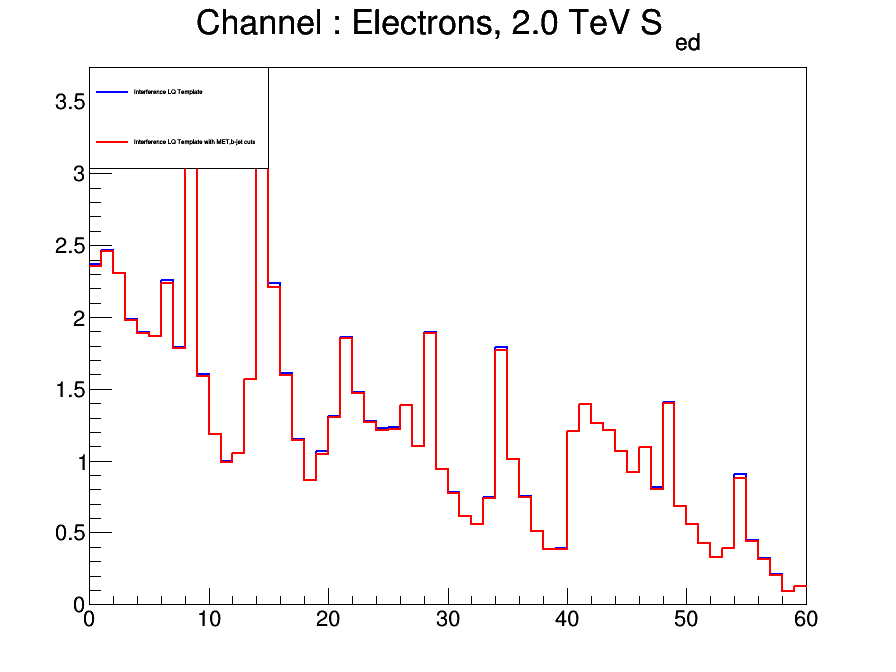 Channel : Electrons, 2.0 TeV S ed
Interference LQ Template
Interference LQ Template with MET,b-jet cuts
3.5
3
2.5
2
1.5
1
0.5
0
0 10 20 30 40 50 60